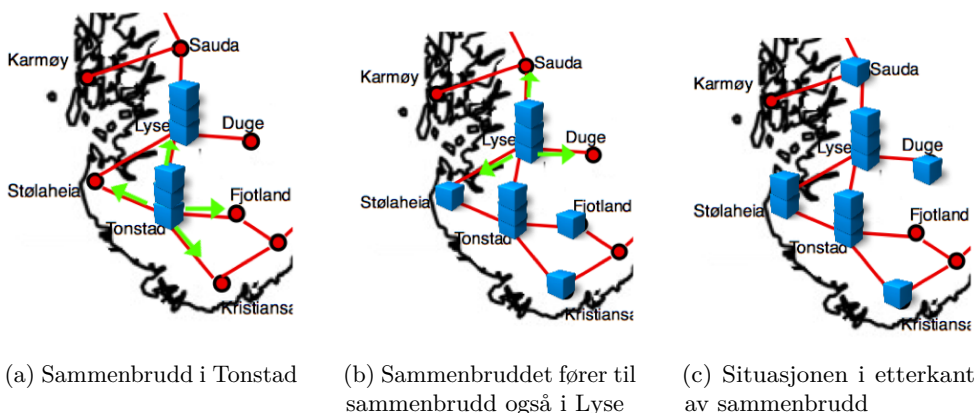 Sauda
Karmøy
Lyse
Duge
Stølaheia
Fjotland
Tonstad
Kristiansa
(a) Sammenbrudd i Tonstad
Sauda
Karmøy
Lyse
Duge
Stølaheia
Fjotland
Tonstad
Kristiansa
(b) Sammenbruddet fører til
sammenbrudd også i Lyse
Sauda
Karmøy
Lyse
Duge
Stølaheia
Fjotland
Tonstad
Kristiansa
(c) Situasjonen i etterkant
av sammenbrudd